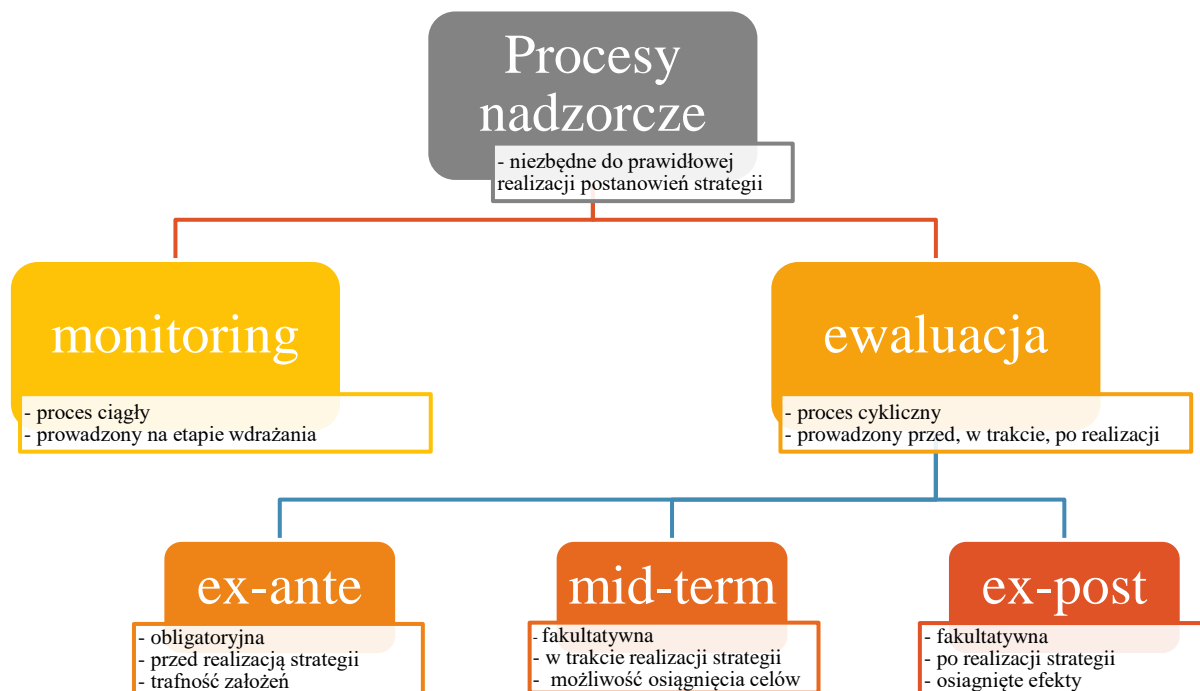 Procesy
nadzorcze
- niezbędne do prawidłowej
realizacji postanowień strategii
monitoring
- proces ciągły
- prowadzony na etapie wdrażania
ewaluacja
- proces cykliczny
- prowadzony przed, w trakcie, po realizacji
ex-ante
- obligatoryjna
- przed realizacją strategii
- trafność założeń
mid-term
- fakultatywna
- w trakcie realizacji strategii
- możliwość osiągnięcia celów
ex-post
- fakultatywna
- po realizacji strategii
- osiagnięte efekty